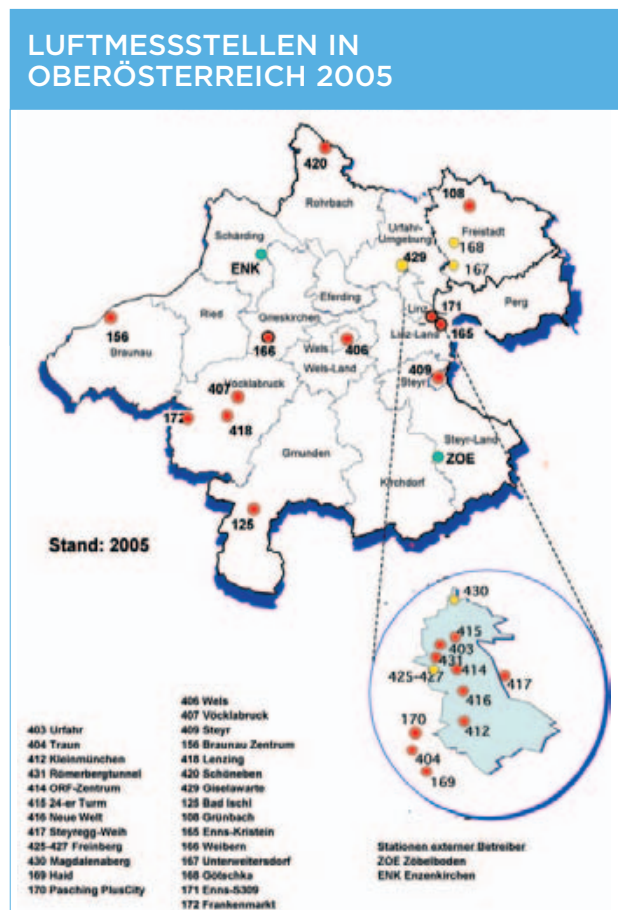 LUFTMESSSTELLEN IN
OBERÖSTERREICH 2005
420
Rohrbach
108
Freistadt
Urfahr-
Umgebung
168
167
429
Schärding
ENK
Eferding
171
Perg
Linz
Ried
Grieskirchen
156
Braunau
166
Wels
406
Linz-Land
165
Wels-Land
409
Steyr
407
Vöcklabruck
172
418
Gmunden
Steyr-Land
ZOE
Kirchdorf
125
Stand: 2005
430
415
403
431
414
425-427
417
416
170
412
404
169
403 Urfahr
404 Traun
412 Kleinmünchen
431 Römerbergtunnel
414 ORF-Zentrum
415 24-er Turm
416 Neue Welt
417 Steyregg-Weih
425-427 Freinberg
430 Magdalenaberg
169 Haid
170 Pasching PlusCity
406 Wels
407 Vöcklabruck
409 Steyr
156 Braunau Zentrum
418 Lenzing
420 Schöneben
429 Giselawarte
125 Bad Ischl
108 Grünbach
165 Enns-Kristein
166 Weibern
167 Unterweitersdorf
168 Götschka
171 Enns-S309
172 Frankenmarkt
Stationen externer Betreiber
ZOE Zöbelboden
ENK Enzenkirchen